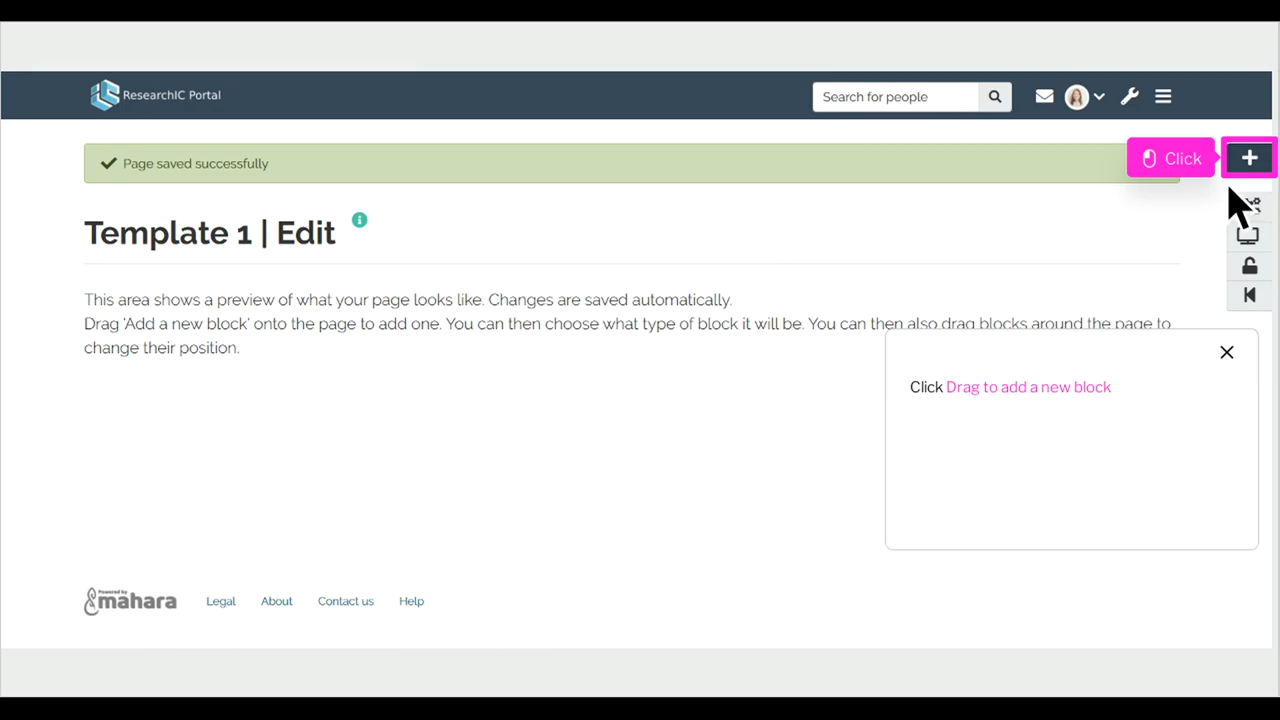 ResearchIC Portal
Search for people
Page saved successfully
Click
Template 1 | Edit
This area shows a preview of what your page looks like. Changes are saved automatically.
Drag 'Add a new block' onto the page to add one. You can then choose what type of block it will be. You can then also drag blocks around the page to
change their position.
Click Drag to add a new block
Powered by
mahara
Legal
About
Contact us
Help